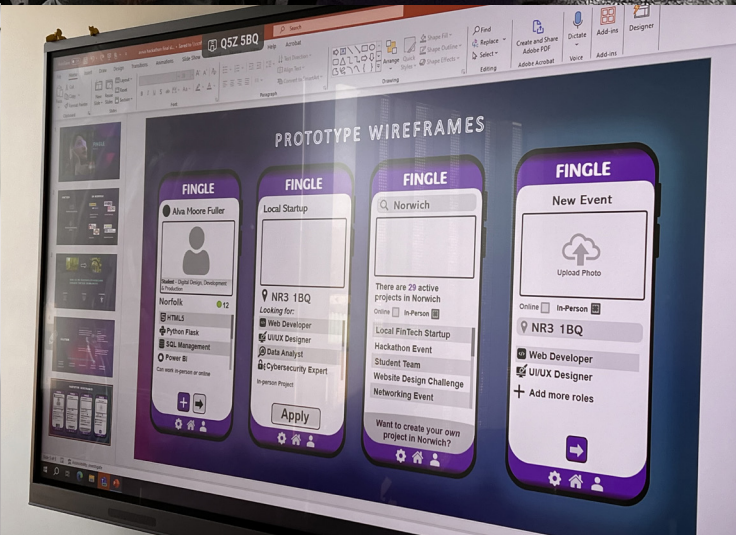 Q5Z 5BQ
Search
Help
Acrobat
Shape Fill
Shape Outline
Shape Effects
Arrange
Drawing
Paragraph
Find
Replace
Select
Editing
Create and Share
Adobe PDF
Adobe Acrobat
Dictate
Voice
Add-ins
Add-ins
Designer
PROTOTYPE WIREFRAMES
FINGLE
Alva Moore Fuller
Student - Digital Design, Development
& Production
Norfolk
12
HTML5
Python Flask
SQL Management
Power Bi
Can work in-person or online
FINGLE
Local Startup
NR3 1BQ
Looking for:
Web Developer
UI/UX Designer
Data Analyst
Cybersecurity Expert
In-person Project
Apply
FINGLE
Norwich
There are 29 active
projects in Norwich
Online In-Person
Local FinTech Startup
Hackathon Event
Student Team
Website Design Challenge
Networking Event
Want to create your own
project in Norwich?
FINGLE
New Event
Upload Photo
Online In-Person
NR3 1BQ
Web Developer
UI/UX Designer
Add more roles